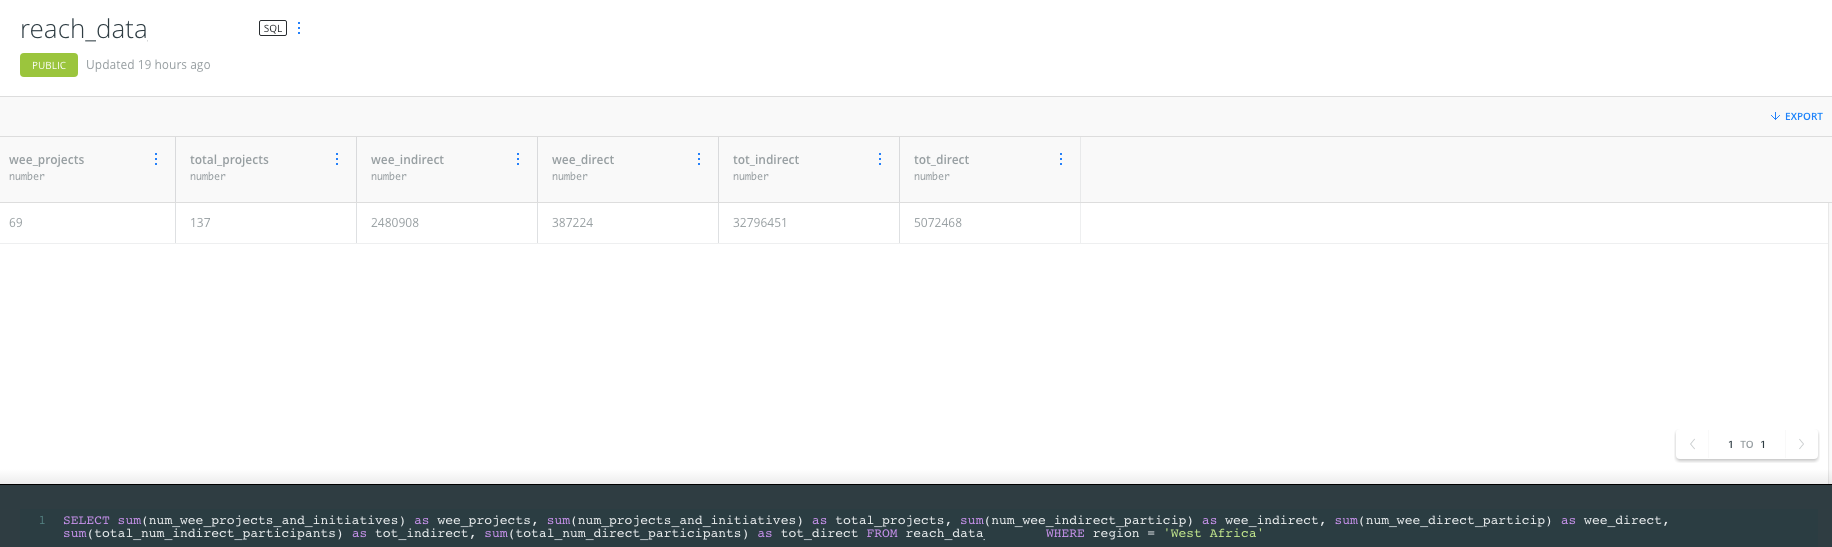 reach_data SQL
PUBLIC Updated 19 hours ago
EXPORT
wee_projects total_projects wee_indirect wee_direct tot_indirect tot_direct
number number number number number number
69 137 2480908 387224 32796451 5072468
1 TO 1
1 SELECT sum(num_wee_projects_and_initiatives) as wee_projects, sum(num_projects_and_initiatives) as total_projects, sum(num_wee_indirect_particip) as wee_indirect, sum(num_wee_direct_particip) as wee_direct,
sum(total_num_indirect_participants) as tot_indirect, sum(total_num_direct_participants) as tot_direct FROM reach_data WHERE region = 'West Africa'